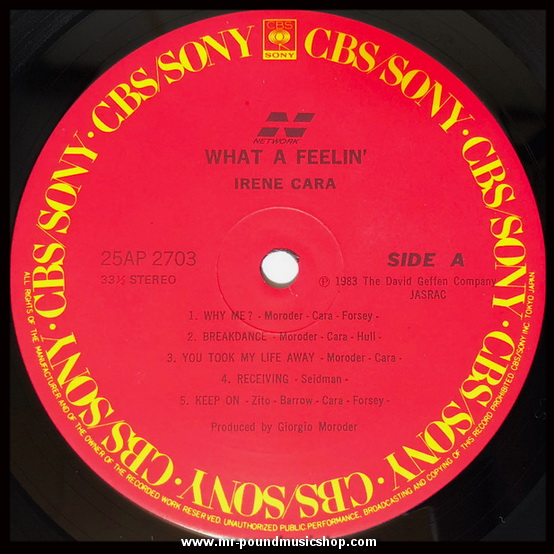 CBS
SONY
CBS/SONY · CBS/SONY · CBS/SONY · CBS/SONY · CBS/SONY · CBS/SONY · CBS/SONY · CBS/SONY ·
N
NETWORK
WHAT A FEELIN'
IRENE CARA
25AP 2703
33⅓ STEREO
SIDE A
Ⓟ 1983 The David Geffen Company
JASRAC
1. WHY ME? - Moroder - Cara - Forsey -
2. BREAKDANCE - Moroder - Cara - Hull -
3. YOU TOOK MY LIFE AWAY - Moroder - Cara -
4. RECEIVING - Seidman -
5. KEEP ON - Zito - Barrow - Cara - Forsey -
Produced by Giorgio Moroder
ALL RIGHTS OF THE MANUFACTURER AND OF THE OWNER OF THE RECORDED WORK RESERVED. UNAUTHORIZED PUBLIC PERFORMANCE, BROADCASTING AND COPYING OF THIS RECORD PROHIBITED. CBS/SONY INC. TOKYO JAPAN
www.mr-poundmusicshop.com